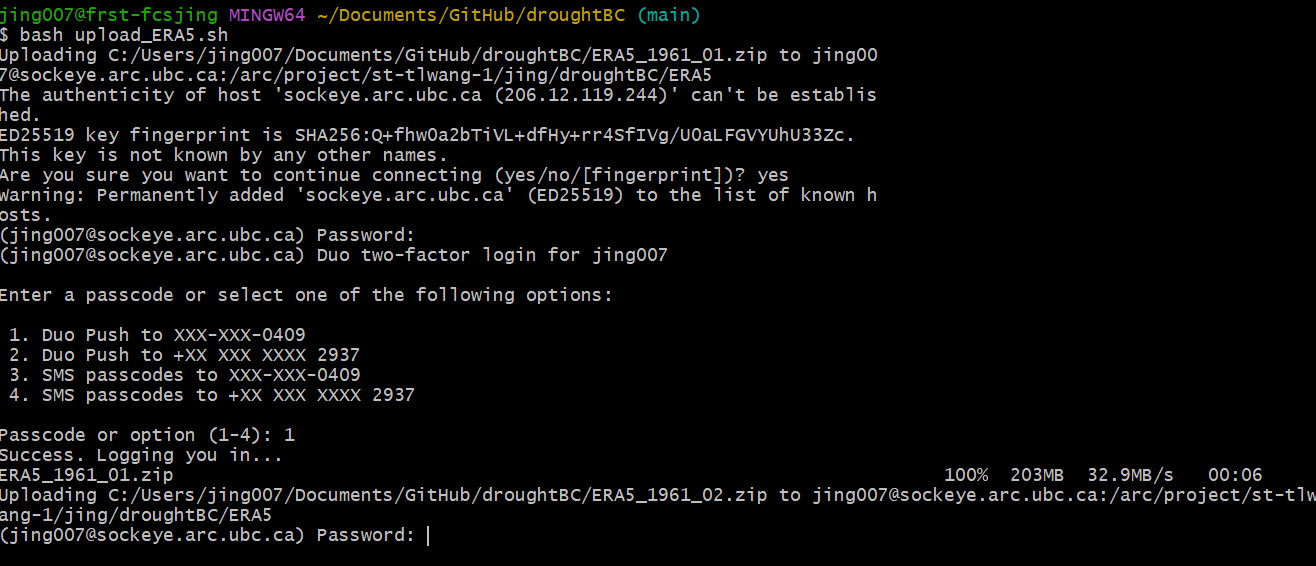 jing007@frst-fcsjing MINGW64 ~/Documents/GitHub/droughtBC (main)
$ bash upload_ERA5.sh
Uploading C:/Users/jing007/Documents/GitHub/droughtBC/ERA5_1961_01.zip to jing00
7@sockeye.arc.ubc.ca:/arc/project/st-tlwang-1/jing/droughtBC/ERA5
The authenticity of host 'sockeye.arc.ubc.ca (206.12.119.244)' can't be establis
hed.
ED25519 key fingerprint is SHA256:Q+fhw0a2bTiVL+dfHy+rr4SfIVg/U0aLFGVYUhU33Zc.
This key is not known by any other names.
Are you sure you want to continue connecting (yes/no/[fingerprint])? yes
Warning: Permanently added 'sockeye.arc.ubc.ca' (ED25519) to the list of known h
osts.
(jing007@sockeye.arc.ubc.ca) Password:
(jing007@sockeye.arc.ubc.ca) Duo two-factor login for jing007
Enter a passcode or select one of the following options:
1. Duo Push to XXX-XXX-0409
2. Duo Push to +XX XXX XXXX 2937
3. SMS passcodes to XXX-XXX-0409
4. SMS passcodes to +XX XXX XXXX 2937
Passcode or option (1-4): 1
Success. Logging you in...
ERA5_1961_01.zip 100% 203MB 32.9MB/s 00:06
Uploading C:/Users/jing007/Documents/GitHub/droughtBC/ERA5_1961_02.zip to jing007@sockeye.arc.ubc.ca:/arc/project/st-tlw
ang-1/jing/droughtBC/ERA5
(jing007@sockeye.arc.ubc.ca) Password: